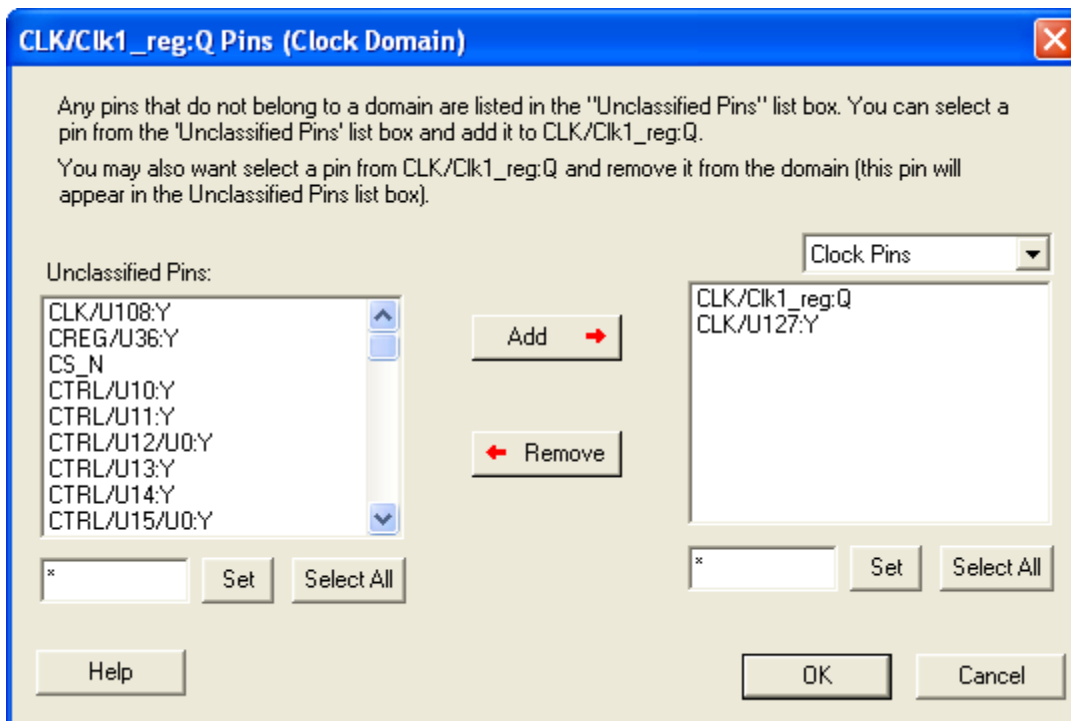 CLK/Clk1_reg:Q Pins (Clock Domain)
Any pins that do not belong to a domain are listed in the "Unclassified Pins" list box. You can select a
pin from the 'Unclassified Pins' list box and add it to CLK/Clk1_reg:Q.
You may also want select a pin from CLK/Clk1_reg:Q and remove it from the domain (this pin will
appear in the Unclassified Pins list box).
Clock Pins
Unclassified Pins:
CLK/U108:Y
CREG/U36:Y
CS_N
CTRL/U10:Y
CTRL/U11:Y
CTRL/U12/U0:Y
CTRL/U13:Y
CTRL/U14:Y
CTRL/U15/U0:Y
Add
Remove
CLK/Clk1_reg:Q
CLK/U127:Y
* Set Select All
* Set Select All
Help
OK
Cancel